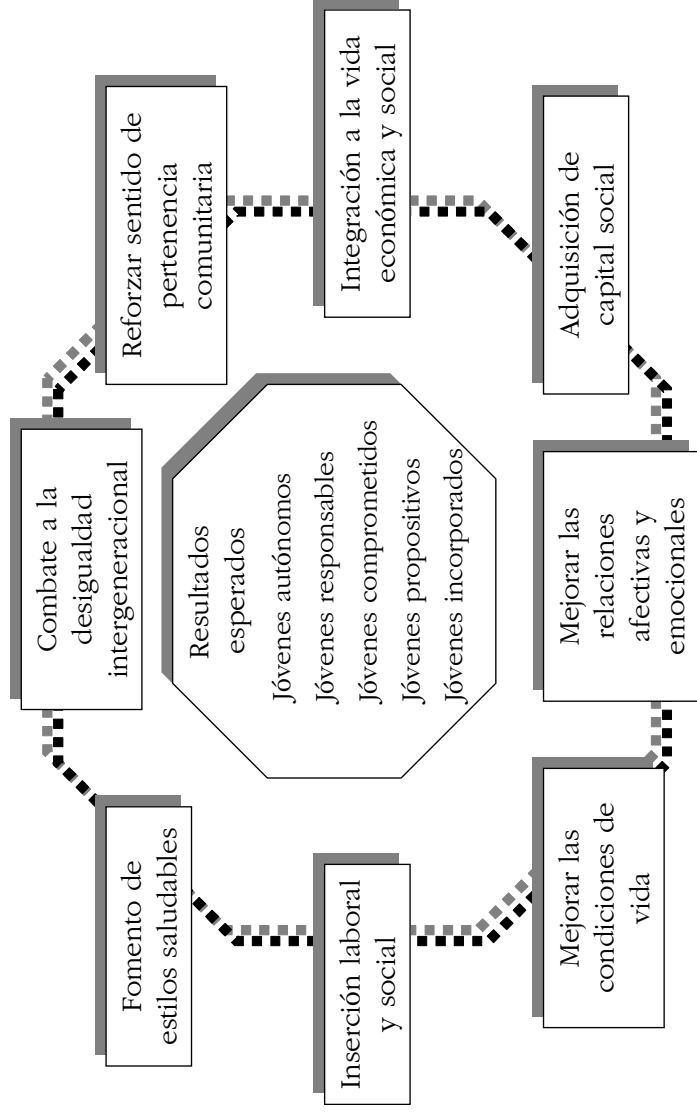 Combate a la
desigualdad
intergeneracional
Reforzar sentido de
pertenencia
comunitaria
Integración a la vida
económica y social
Adquisición de
capital social
Mejorar las
relaciones
afectivas y
emocionales
Mejorar las
condiciones de
vida
Inserción laboral
y social
Fomento de
estilos saludables
Resultados
esperados
Jóvenes autónomos
Jóvenes responsables
Jóvenes comprometidos
Jóvenes propositivos
Jóvenes incorporados